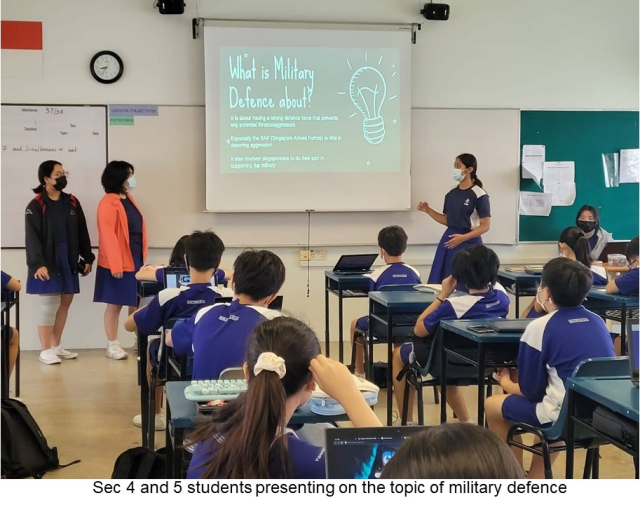 What is Military
Defence about?
It is about having a strong defence force that prevents
any potential threats/aggression.
Especially the SAF (Singapore Armed Forces) is vital in
deterring aggression
It also involves singaporeans to do their part in
supporting the military
37/39
Sec 4 and 5 students presenting on the topic of military defence